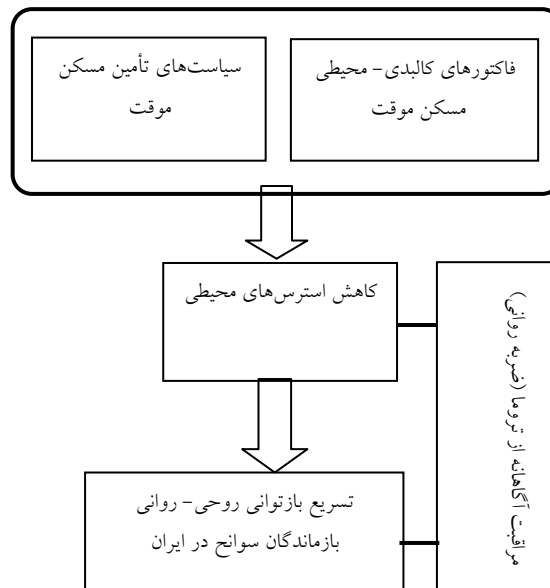 فاکتورهای کالبدی- محیطی
مسکن موقت
سیاست‌های تأمین مسکن
موقت
کاهش استرس‌های محیطی
مراقبت آگاهانه از تروما (ضربه روانی)
تسریع بازتوانی روحی- روانی
بازماندگان سوانح در ایران